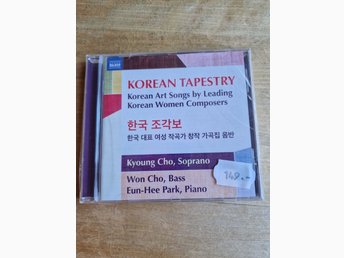 NAXOS
KOREAN TAPESTRY
Korean Art Songs by Leading
Korean Women Composers
한국 조각보
한국 대표 여성 작곡가 창작 가곡집 음반
Kyoung Cho, Soprano
Won Cho, Bass
Eun-Hee Park, Piano
149.-